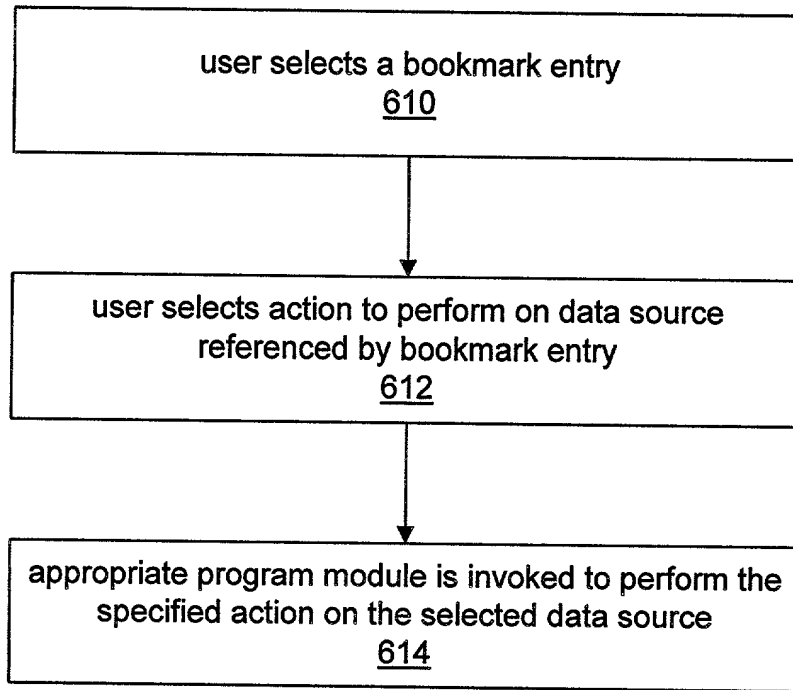 user selects a bookmark entry
610
user selects action to perform on data source
referenced by bookmark entry
612
appropriate program module is invoked to perform the
specified action on the selected data source
614